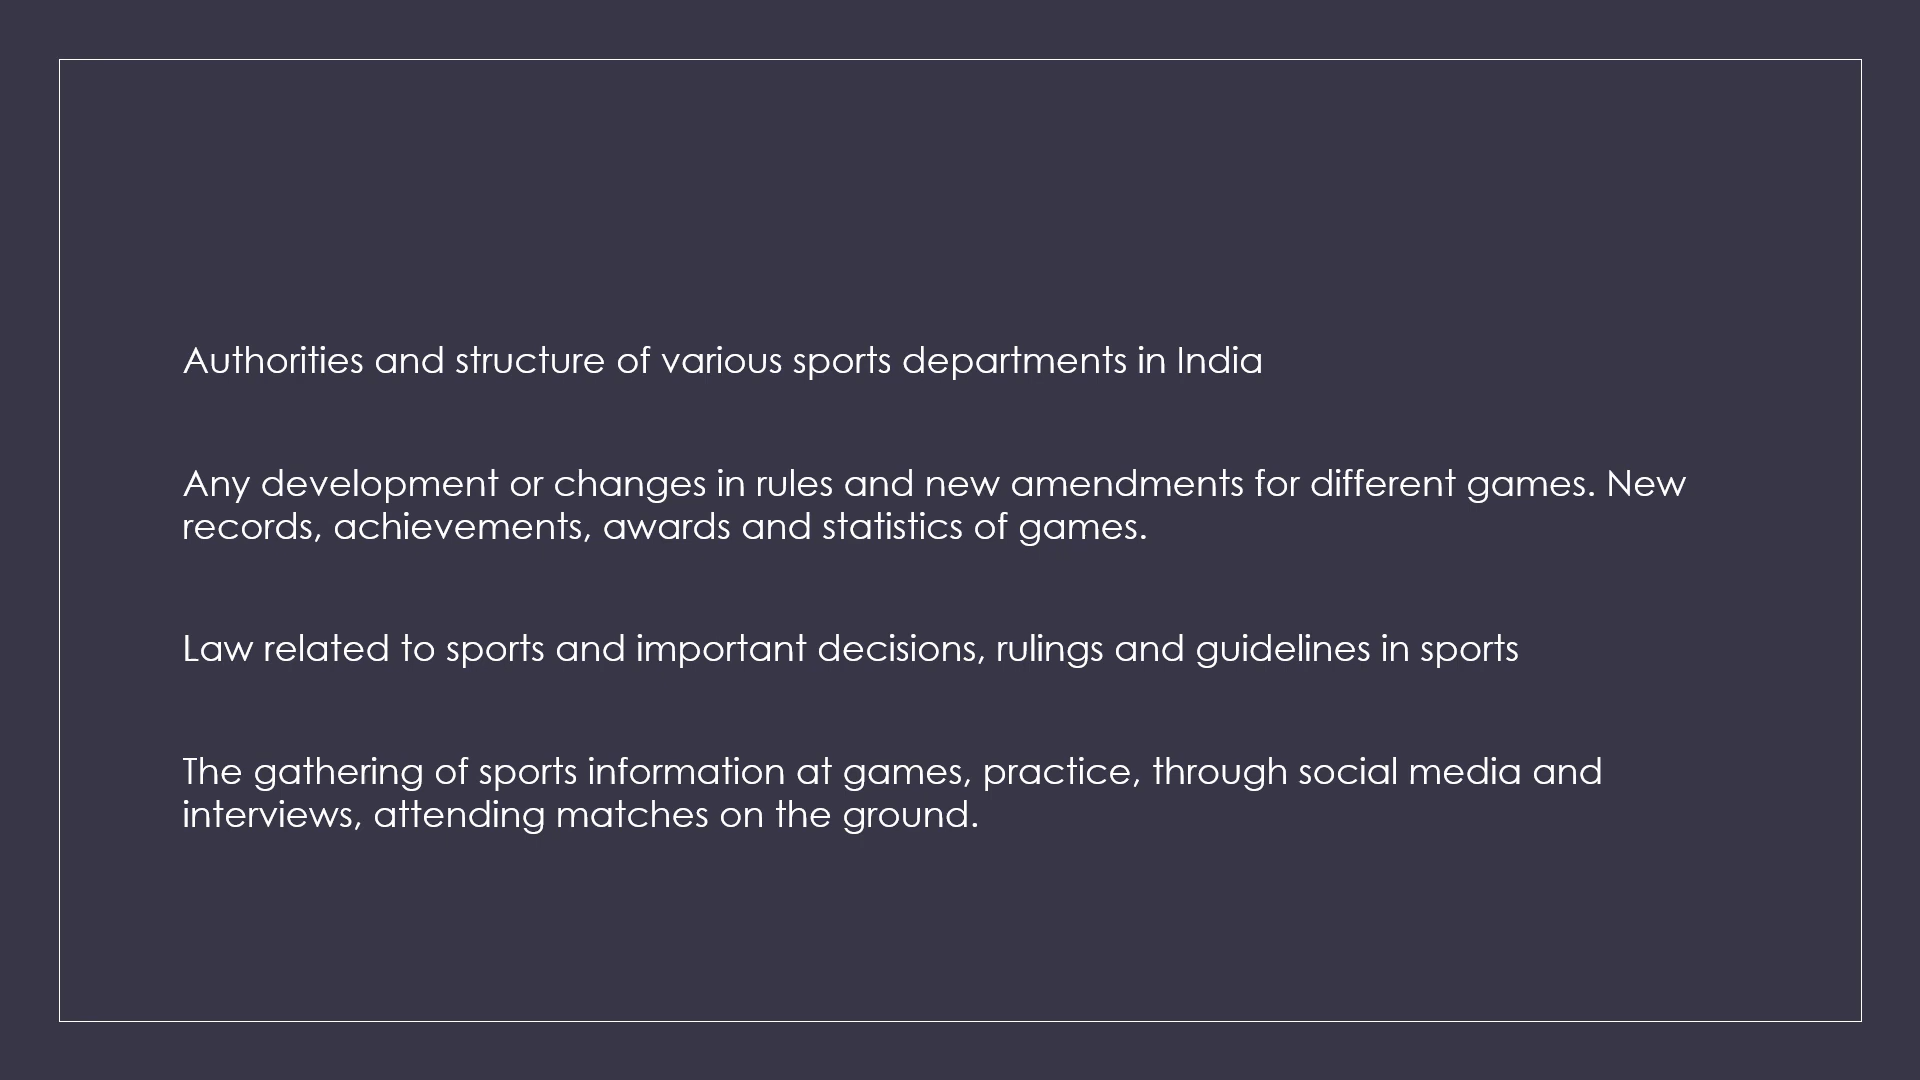 Authorities and structure of various sports departments in India
Any development or changes in rules and new amendments for different games. New
records, achievements, awards and statistics of games.
Law related to sports and important decisions, rulings and guidelines in sports
The gathering of sports information at games, practice, through social media and
interviews, attending matches on the ground.